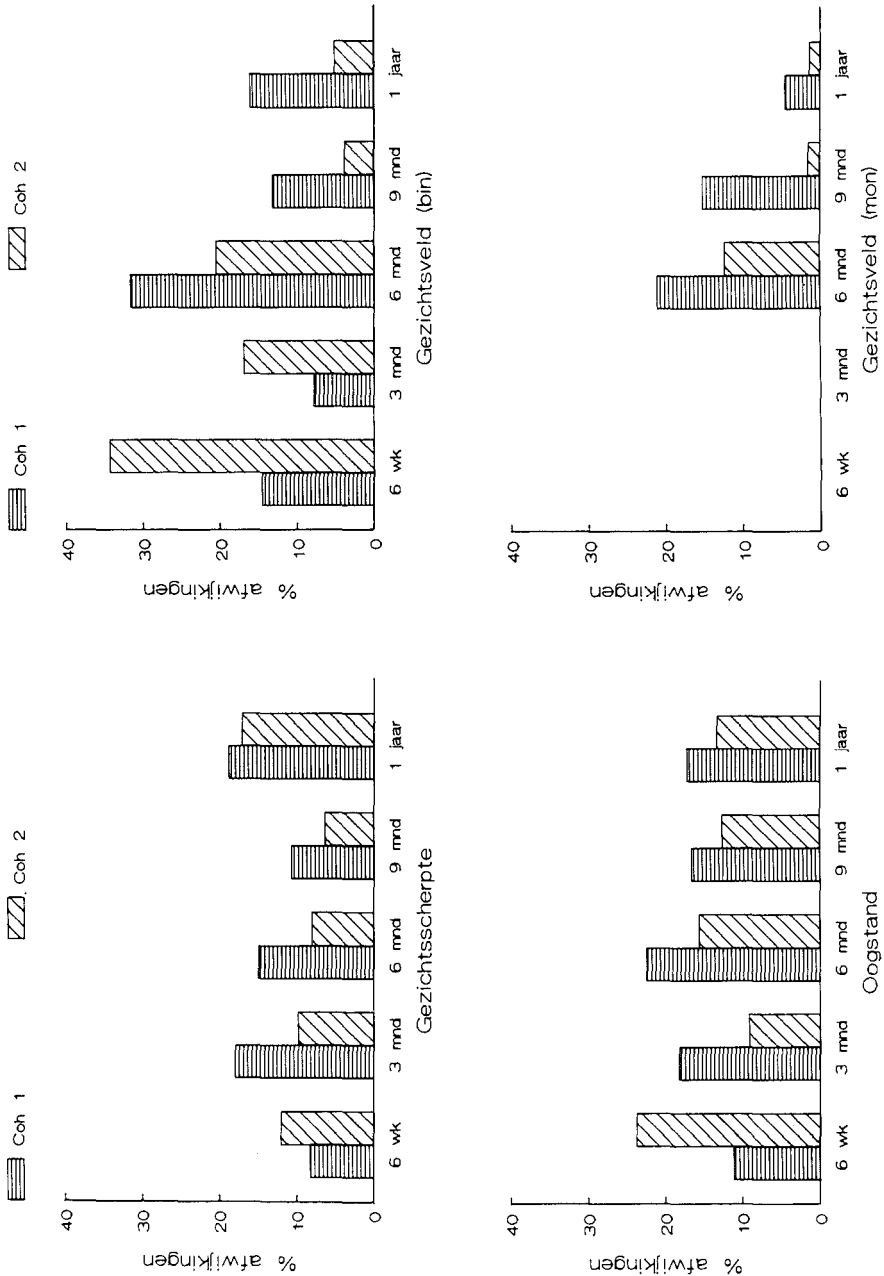 Coh 1 Coh 2
40
30
20
10
0
% afwijkingen
6 wk 3 mnd 6 mnd 9 mnd 1 jaar
Gezichtsscherpte
Coh 1 Coh 2
40
30
20
10
0
% afwijkingen
6 wk 3 mnd 6 mnd 9 mnd 1 jaar
Gezichtsveld (bin)
40
30
20
10
0
% afwijkingen
6 wk 3 mnd 6 mnd 9 mnd 1 jaar
Oogstand
40
30
20
10
0
% afwijkingen
6 wk 3 mnd 6 mnd 9 mnd 1 jaar
Gezichtsveld (mon)